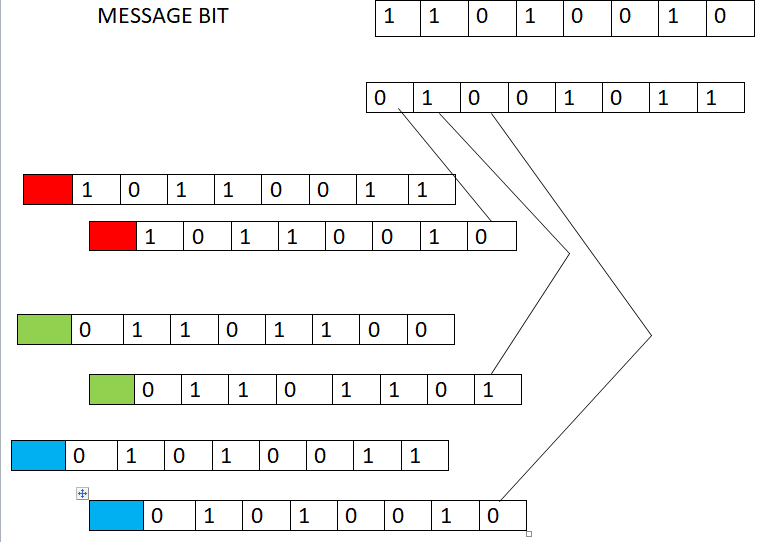 MESSAGE BIT 1 1 0 1 0 0 1 0
0 1 0 0 1 0 1 1
1 0 1 1 0 0 1 1
1 0 1 1 0 0 1 0
0 1 1 0 1 1 0 0
0 1 1 0 1 1 0 1
0 1 0 1 0 0 1 1
0 1 0 1 0 0 1 0